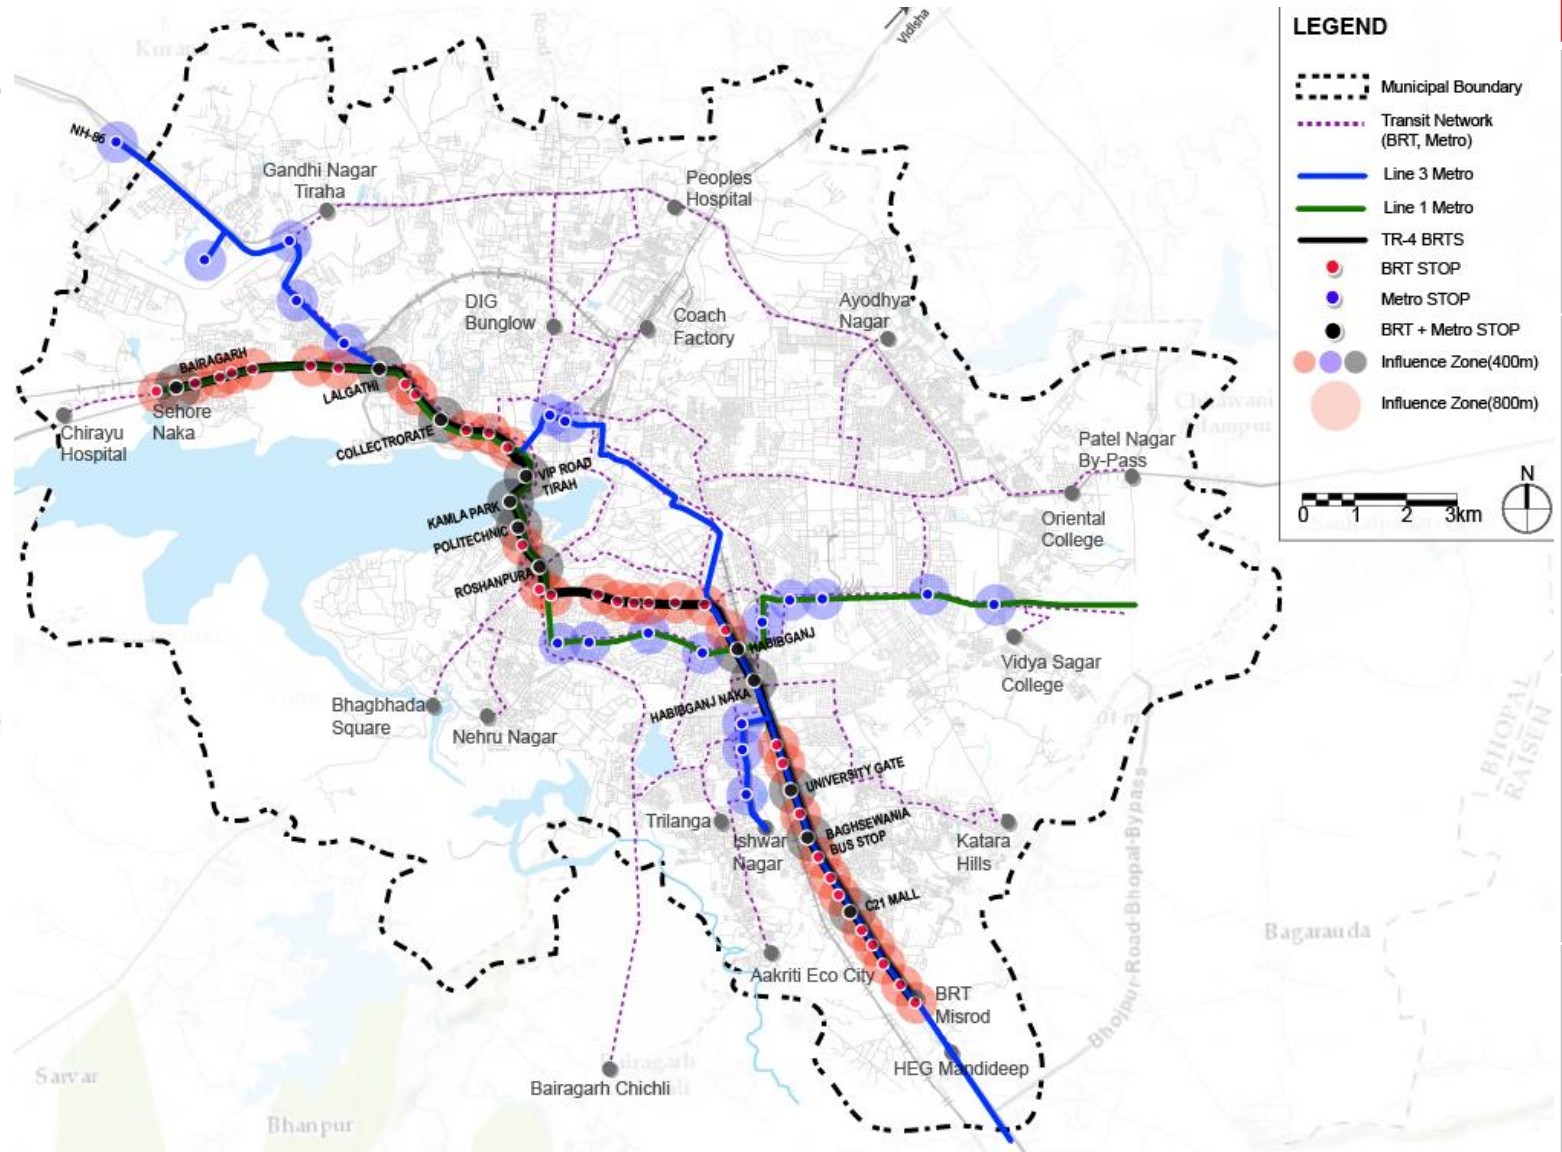 LEGEND
Municipal Boundary
Transit Network
(BRT, Metro)
Line 3 Metro
Line 1 Metro
TR-4 BRTS
BRT STOP
Metro STOP
BRT + Metro STOP
Influence Zone(400m)
Influence Zone(800m)
N
0 1 2 3km
Vidisha
NH-86
Gandhi Nagar
Tiraha
Peoples
Hospital
DIG
Bunglow
Coach
Factory
Ayodhya
Nagar
BAIRAGARH
LALGATHI
Sehore
Naka
Chirayu
Hospital
COLLECTRORATE
VIP ROAD
TIRAH
KAMLA PARK
POLITECHNIC
ROSHANPURA
Patel Nagar
By-Pass
Oriental
College
HABIBGANJ
Vidya Sagar
College
HABIBGANJ NAKA
Bhagbhada
Square
Nehru Nagar
UNIVERSITY GATE
BAGHSEWANIA
BUS STOP
Trilanga
Ishwar
Nagar
Katara
Hills
C21 MALL
Aakriti Eco City
BRT
Misrod
HEG Mandideep
Bairagarh Chichli
Bhojpur-Road-Bhopal-Bypass
BHOPAL
RAISEN
Bagarauda
Sarvar
Bhanpur